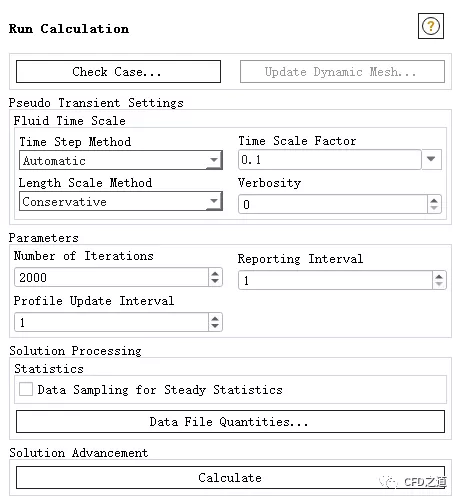 Run Calculation
?
Check Case...
Update Dynamic Mesh...
Pseudo Transient Settings
Fluid Time Scale
Time Step Method
Time Scale Factor
Automatic
0.1
Length Scale Method
Verbosity
Conservative
0
Parameters
Number of Iterations
Reporting Interval
2000
1
Profile Update Interval
1
Solution Processing
Statistics
Data Sampling for Steady Statistics
Data File Quantities...
Solution Advancement
Calculate
CFD之道